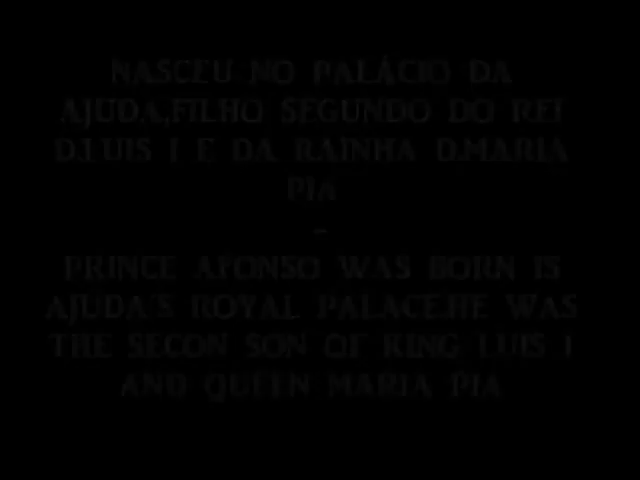 NASCEU NO PALÁCIO DA
AJUDA,FILHO SEGUNDO DO REI
D.LUIS I E DA RAINHA D.MARIA
PIA
-
PRINCE AFONSO WAS BORN IS
AJUDA'S ROYAL PALACE.HE WAS
THE SECON SON OF KING LUIS I
AND QUEEN MARIA PIA